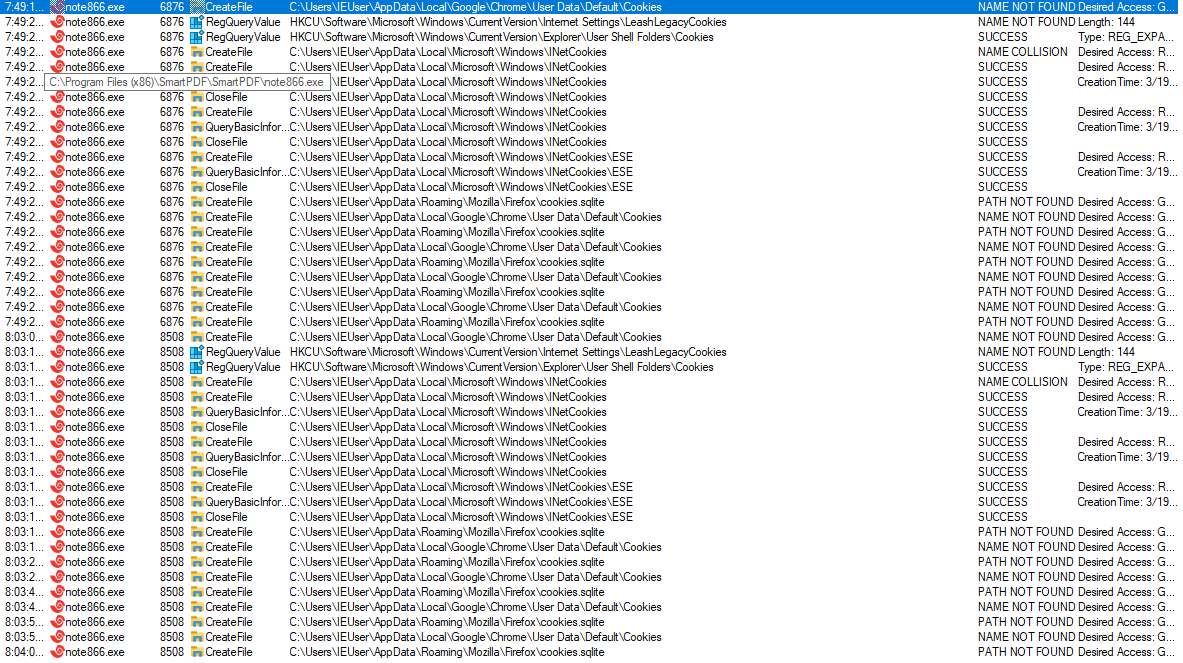 7:49:1... note866.exe 6876 CreateFile C:\Users\IEUser\AppData\Local\Google\Chrome\User Data\Default\Cookies NAME NOT FOUND Desired Access: G...
7:49:2... note866.exe 6876 RegQueryValue HKCU\Software\Microsoft\Windows\CurrentVersion\Internet Settings\LeashLegacyCookies NAME NOT FOUND Length: 144
7:49:2... note866.exe 6876 RegQueryValue HKCU\Software\Microsoft\Windows\CurrentVersion\Explorer\User Shell Folders\Cookies SUCCESS Type: REG_EXPA...
7:49:2... note866.exe 6876 CreateFile C:\Users\IEUser\AppData\Local\Microsoft\Windows\INetCookies NAME COLLISION Desired Access: R...
7:49:2... note866.exe 6876 CreateFile C:\Users\IEUser\AppData\Local\Microsoft\Windows\INetCookies SUCCESS Desired Access: R...
7:49:2... C:\Program Files (x86)\SmartPDF\SmartPDF\note866.exe \Users\IEUser\AppData\Local\Microsoft\Windows\INetCookies SUCCESS CreationTime: 3/19...
7:49:2... note866.exe 6876 CloseFile C:\Users\IEUser\AppData\Local\Microsoft\Windows\INetCookies SUCCESS
7:49:2... note866.exe 6876 CreateFile C:\Users\IEUser\AppData\Local\Microsoft\Windows\INetCookies SUCCESS Desired Access: R...
7:49:2... note866.exe 6876 QueryBasicInfor... C:\Users\IEUser\AppData\Local\Microsoft\Windows\INetCookies SUCCESS CreationTime: 3/19...
7:49:2... note866.exe 6876 CloseFile C:\Users\IEUser\AppData\Local\Microsoft\Windows\INetCookies SUCCESS
7:49:2... note866.exe 6876 CreateFile C:\Users\IEUser\AppData\Local\Microsoft\Windows\INetCookies\ESE SUCCESS Desired Access: R...
7:49:2... note866.exe 6876 QueryBasicInfor... C:\Users\IEUser\AppData\Local\Microsoft\Windows\INetCookies\ESE SUCCESS CreationTime: 3/19...
7:49:2... note866.exe 6876 CloseFile C:\Users\IEUser\AppData\Local\Microsoft\Windows\INetCookies\ESE SUCCESS
7:49:2... note866.exe 6876 CreateFile C:\Users\IEUser\AppData\Roaming\Mozilla\Firefox\cookies.sqlite PATH NOT FOUND Desired Access: G...
7:49:2... note866.exe 6876 CreateFile C:\Users\IEUser\AppData\Local\Google\Chrome\User Data\Default\Cookies NAME NOT FOUND Desired Access: G...
7:49:2... note866.exe 6876 CreateFile C:\Users\IEUser\AppData\Roaming\Mozilla\Firefox\cookies.sqlite PATH NOT FOUND Desired Access: G...
7:49:2... note866.exe 6876 CreateFile C:\Users\IEUser\AppData\Local\Google\Chrome\User Data\Default\Cookies NAME NOT FOUND Desired Access: G...
7:49:2... note866.exe 6876 CreateFile C:\Users\IEUser\AppData\Roaming\Mozilla\Firefox\cookies.sqlite PATH NOT FOUND Desired Access: G...
7:49:2... note866.exe 6876 CreateFile C:\Users\IEUser\AppData\Local\Google\Chrome\User Data\Default\Cookies NAME NOT FOUND Desired Access: G...
7:49:2... note866.exe 6876 CreateFile C:\Users\IEUser\AppData\Roaming\Mozilla\Firefox\cookies.sqlite PATH NOT FOUND Desired Access: G...
7:49:2... note866.exe 6876 CreateFile C:\Users\IEUser\AppData\Local\Google\Chrome\User Data\Default\Cookies NAME NOT FOUND Desired Access: G...
7:49:2... note866.exe 6876 CreateFile C:\Users\IEUser\AppData\Roaming\Mozilla\Firefox\cookies.sqlite PATH NOT FOUND Desired Access: G...
8:03:0... note866.exe 8508 CreateFile C:\Users\IEUser\AppData\Local\Google\Chrome\User Data\Default\Cookies NAME NOT FOUND Desired Access: G...
8:03:1... note866.exe 8508 RegQueryValue HKCU\Software\Microsoft\Windows\CurrentVersion\Internet Settings\LeashLegacyCookies NAME NOT FOUND Length: 144
8:03:1... note866.exe 8508 RegQueryValue HKCU\Software\Microsoft\Windows\CurrentVersion\Explorer\User Shell Folders\Cookies SUCCESS Type: REG_EXPA...
8:03:1... note866.exe 8508 CreateFile C:\Users\IEUser\AppData\Local\Microsoft\Windows\INetCookies NAME COLLISION Desired Access: R...
8:03:1... note866.exe 8508 CreateFile C:\Users\IEUser\AppData\Local\Microsoft\Windows\INetCookies SUCCESS Desired Access: R...
8:03:1... note866.exe 8508 QueryBasicInfor... C:\Users\IEUser\AppData\Local\Microsoft\Windows\INetCookies SUCCESS CreationTime: 3/19...
8:03:1... note866.exe 8508 CloseFile C:\Users\IEUser\AppData\Local\Microsoft\Windows\INetCookies SUCCESS
8:03:1... note866.exe 8508 CreateFile C:\Users\IEUser\AppData\Local\Microsoft\Windows\INetCookies SUCCESS Desired Access: R...
8:03:1... note866.exe 8508 QueryBasicInfor... C:\Users\IEUser\AppData\Local\Microsoft\Windows\INetCookies SUCCESS CreationTime: 3/19...
8:03:1... note866.exe 8508 CloseFile C:\Users\IEUser\AppData\Local\Microsoft\Windows\INetCookies SUCCESS
8:03:1... note866.exe 8508 CreateFile C:\Users\IEUser\AppData\Local\Microsoft\Windows\INetCookies\ESE SUCCESS Desired Access: R...
8:03:1... note866.exe 8508 QueryBasicInfor... C:\Users\IEUser\AppData\Local\Microsoft\Windows\INetCookies\ESE SUCCESS CreationTime: 3/19...
8:03:1... note866.exe 8508 CloseFile C:\Users\IEUser\AppData\Local\Microsoft\Windows\INetCookies\ESE SUCCESS
8:03:1... note866.exe 8508 CreateFile C:\Users\IEUser\AppData\Roaming\Mozilla\Firefox\cookies.sqlite PATH NOT FOUND Desired Access: G...
8:03:1... note866.exe 8508 CreateFile C:\Users\IEUser\AppData\Local\Google\Chrome\User Data\Default\Cookies NAME NOT FOUND Desired Access: G...
8:03:2... note866.exe 8508 CreateFile C:\Users\IEUser\AppData\Roaming\Mozilla\Firefox\cookies.sqlite PATH NOT FOUND Desired Access: G...
8:03:2... note866.exe 8508 CreateFile C:\Users\IEUser\AppData\Local\Google\Chrome\User Data\Default\Cookies NAME NOT FOUND Desired Access: G...
8:03:4... note866.exe 8508 CreateFile C:\Users\IEUser\AppData\Roaming\Mozilla\Firefox\cookies.sqlite PATH NOT FOUND Desired Access: G...
8:03:4... note866.exe 8508 CreateFile C:\Users\IEUser\AppData\Local\Google\Chrome\User Data\Default\Cookies NAME NOT FOUND Desired Access: G...
8:03:5... note866.exe 8508 CreateFile C:\Users\IEUser\AppData\Roaming\Mozilla\Firefox\cookies.sqlite PATH NOT FOUND Desired Access: G...
8:03:5... note866.exe 8508 CreateFile C:\Users\IEUser\AppData\Local\Google\Chrome\User Data\Default\Cookies NAME NOT FOUND Desired Access: G...
8:04:0... note866.exe 8508 CreateFile C:\Users\IEUser\AppData\Roaming\Mozilla\Firefox\cookies.sqlite PATH NOT FOUND Desired Access: G...